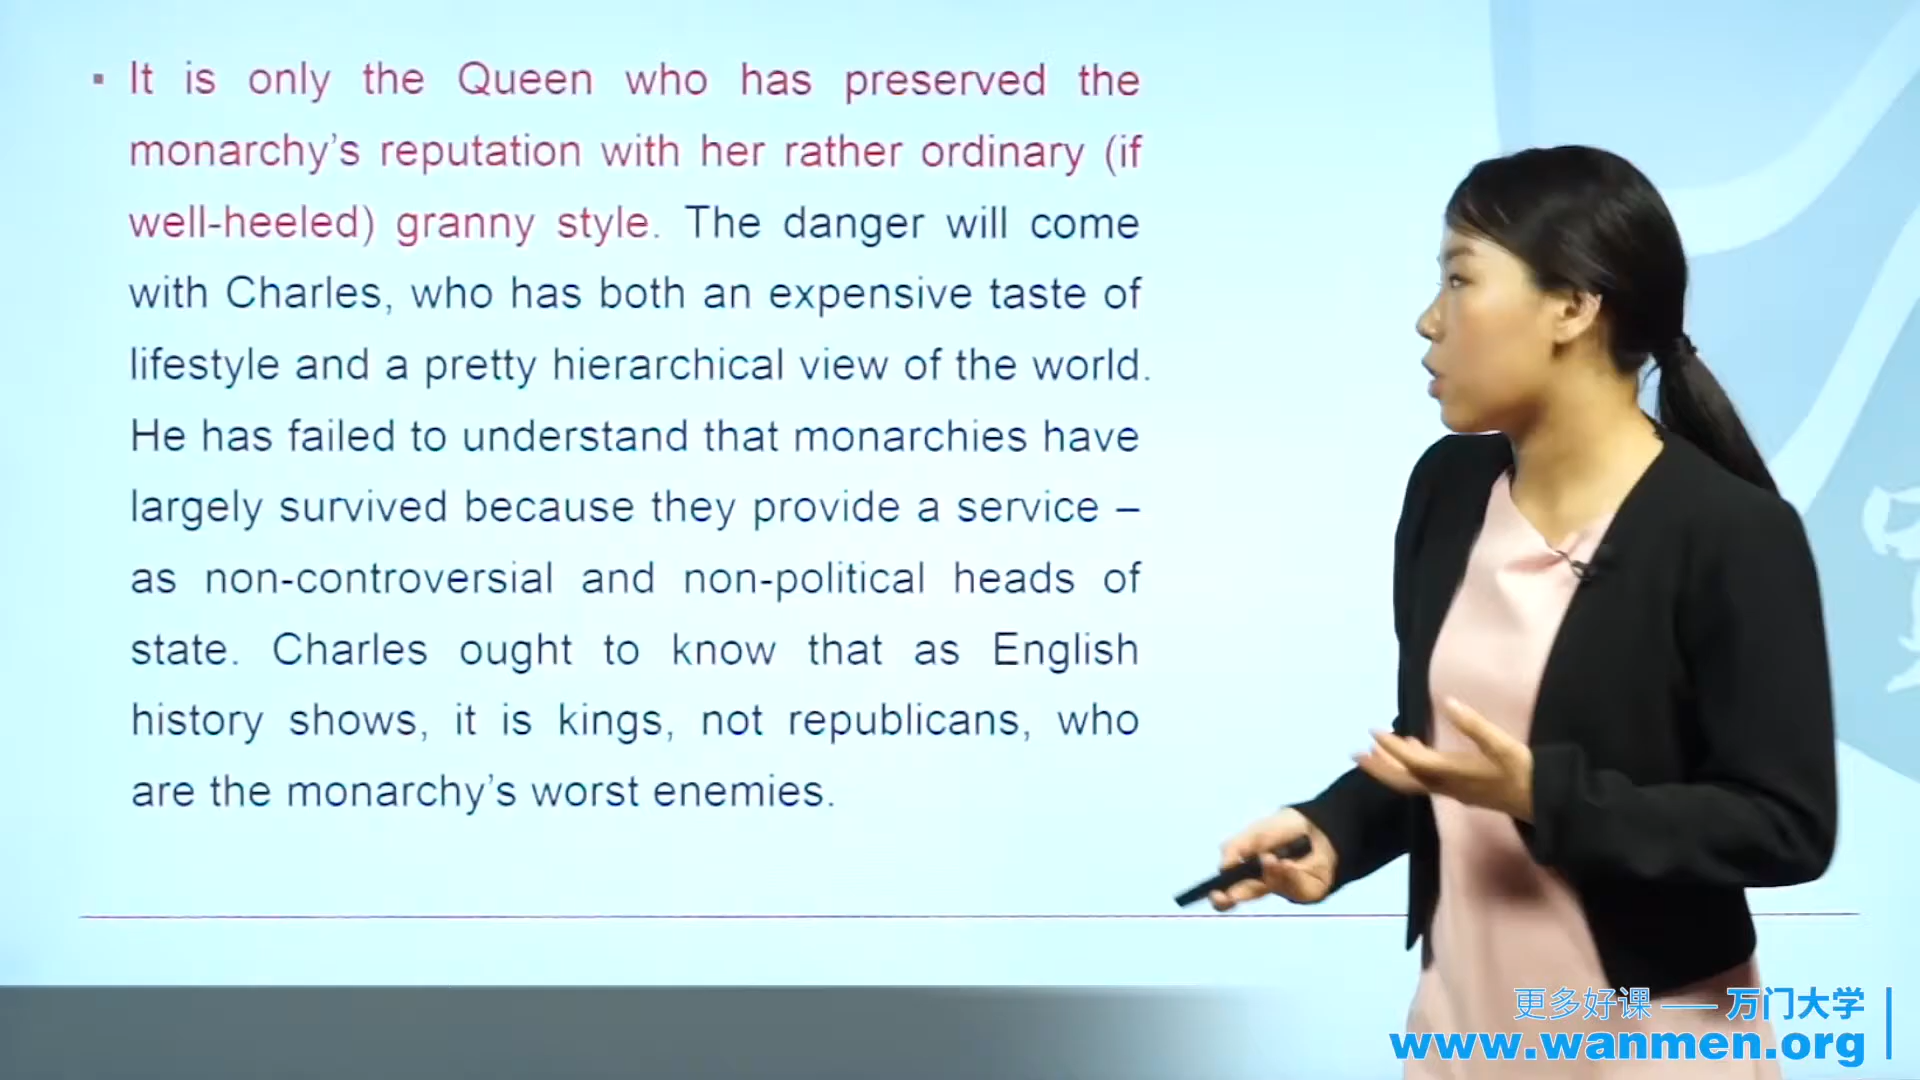 It is only the Queen who has preserved the
monarchy's reputation with her rather ordinary (if
well-heeled) granny style. The danger will come
with Charles, who has both an expensive taste of
lifestyle and a pretty hierarchical view of the world.
He has failed to understand that monarchies have
largely survived because they provide a service –
as non-controversial and non-political heads of
state. Charles ought to know that as English
history shows, it is kings, not republicans, who
are the monarchy's worst enemies.
更多好课 —— 万门大学
www.wanmen.org